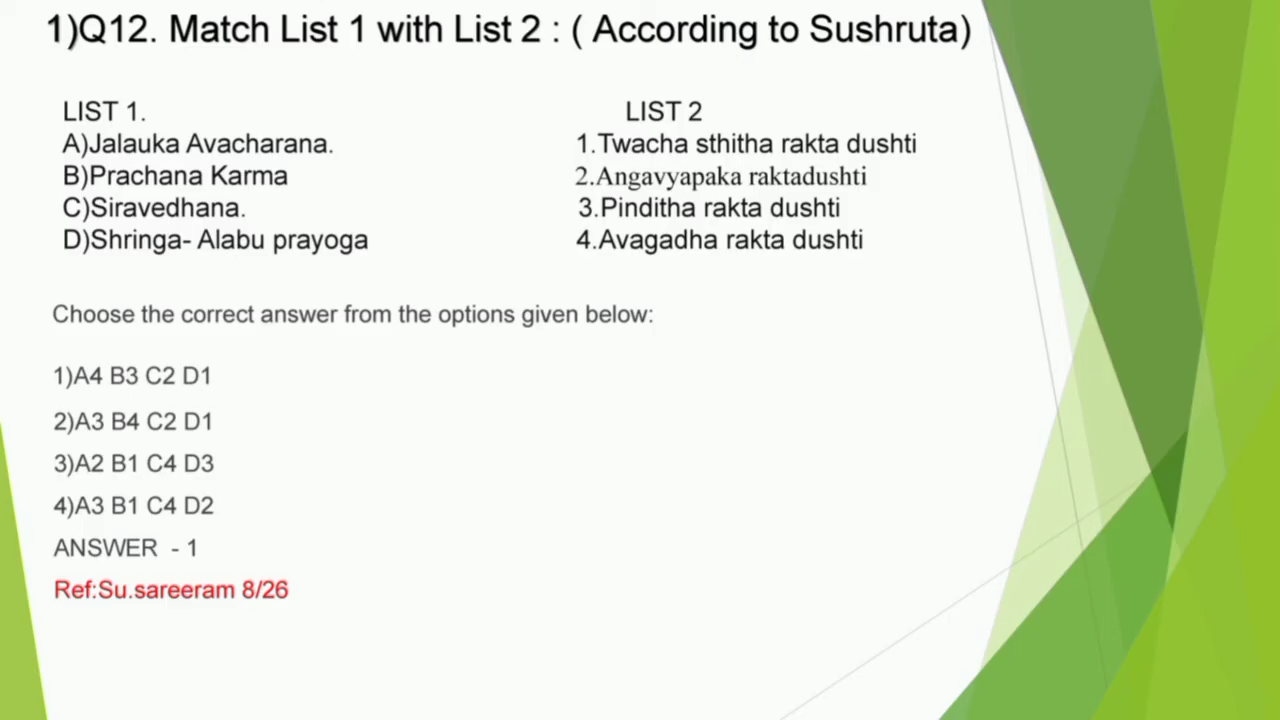 1)Q12. Match List 1 with List 2 : ( According to Sushruta)
LIST 1. LIST 2
A)Jalauka Avacharana. 1.Twacha sthitha rakta dushti
B)Prachana Karma 2.Angavyapaka raktadushti
C)Siravedhana. 3.Pinditha rakta dushti
D)Shringa- Alabu prayoga 4.Avagadha rakta dushti
Choose the correct answer from the options given below:
1)A4 B3 C2 D1
2)A3 B4 C2 D1
3)A2 B1 C4 D3
4)A3 B1 C4 D2
ANSWER - 1
Ref:Su.sareeram 8/26